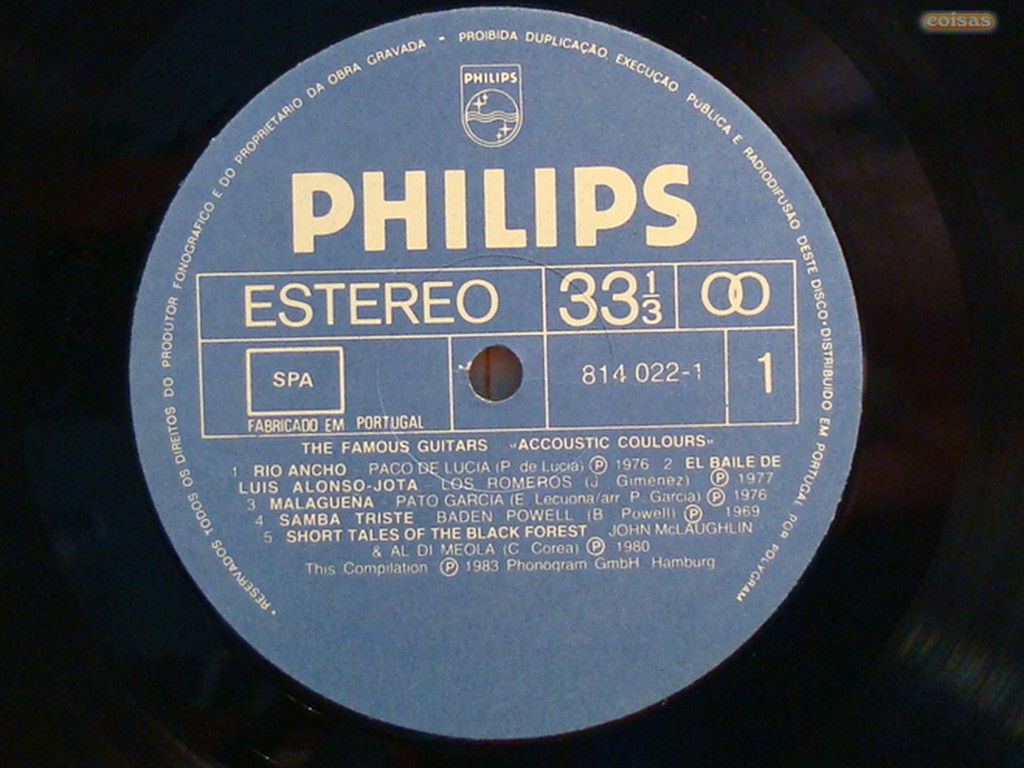 coisas
• RESERVADOS TODOS OS DIREITOS DO PRODUTOR FONOGRAFICO E DO PROPRIETARIO DA OBRA GRAVADA - PROIBIDA DUPLICAÇÃO, EXECUÇÃO PUBLICA E RADIODIFUSÃO DESTE DISCO • DISTRIBUIDO EM PORTUGAL POR POLYGRAM
PHILIPS
PHILIPS
ESTEREO 33 1/3
SPA 814 022-1 1
FABRICADO EM PORTUGAL
THE FAMOUS GUITARS "ACCOUSTIC COULOURS"
1 RIO ANCHO PACO DE LUCIA (P. de Lucia) Ⓟ 1976 2 EL BAILE DE
LUIS ALONSO-JOTA - LOS ROMEROS (J. Giménez) Ⓟ 1977
3 MALAGUEÑA PATO GARCIA (E. Lecuona/arr. P. Garcia) Ⓟ 1976
4 SAMBA TRISTE BADEN POWELL (B. Powell) Ⓟ 1969
5 SHORT TALES OF THE BLACK FOREST JOHN McLAUGHLIN
& AL DI MEOLA (C. Corea) Ⓟ 1980
This Compilation Ⓟ 1983 Phonogram GmbH Hamburg